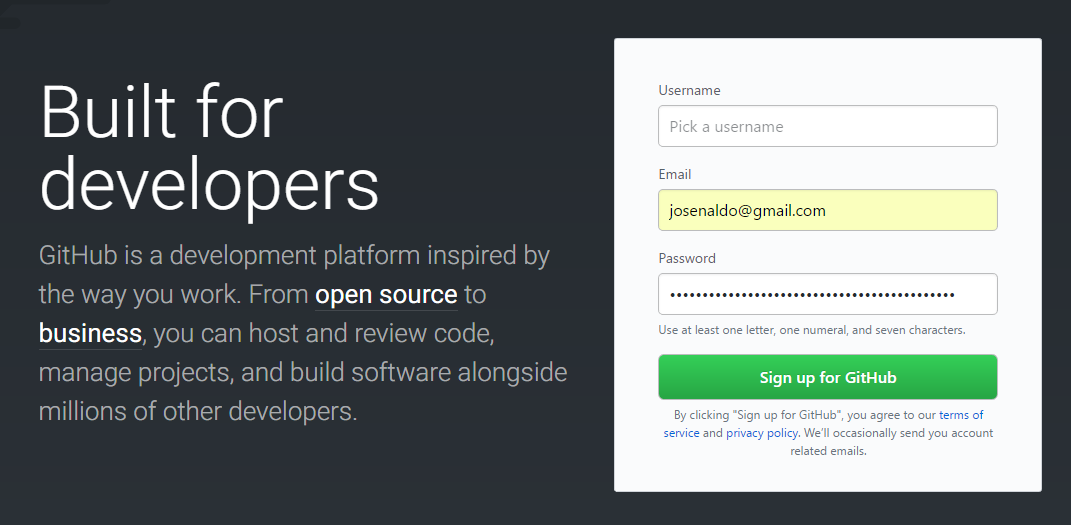 Built for
developers
GitHub is a development platform inspired by
the way you work. From open source to
business, you can host and review code,
manage projects, and build software alongside
millions of other developers.
Username
Pick a username
Email
josenaldo@gmail.com
Password
••••••••••••••••••••••••••••••••••••••••••••
Use at least one letter, one numeral, and seven characters.
Sign up for GitHub
By clicking "Sign up for GitHub", you agree to our terms of
service and privacy policy. We'll occasionally send you account
related emails.